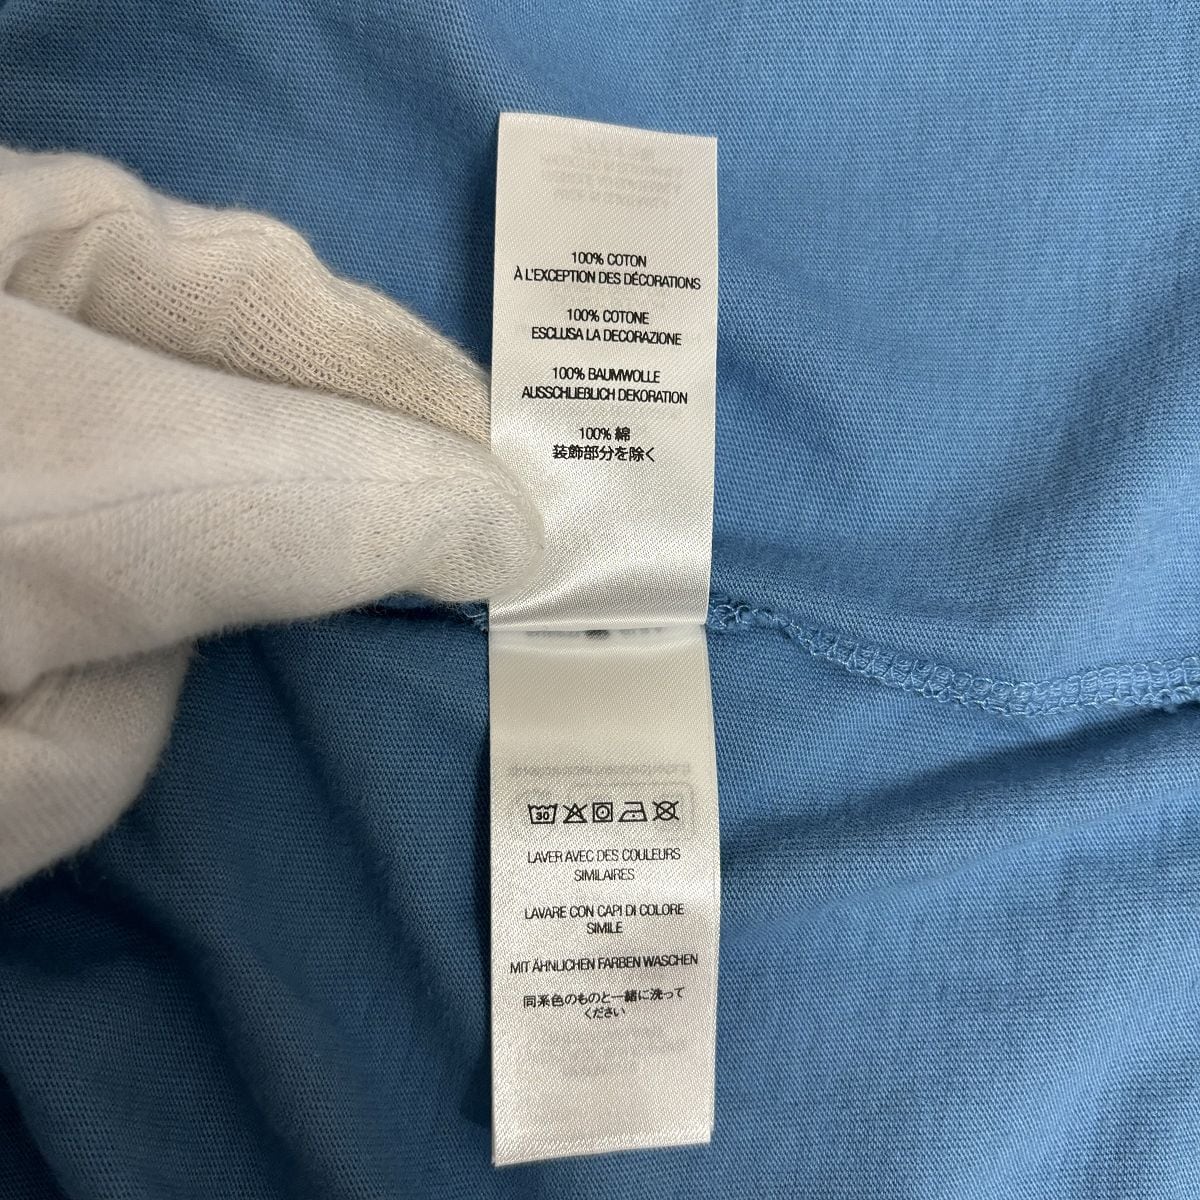 100% COTON
À L'EXCEPTION DES DÉCORATIONS
100% COTONE
ESCLUSA LA DECORAZIONE
100% BAUMWOLLE
AUSSCHLIEßLICH DEKORATION
100% 綿
装飾部分を除く
30
LAVER AVEC DES COULEURS
SIMILAIRES
LAVARE CON CAPI DI COLORE
SIMILE
MIT ÄHNLICHEN FARBEN WASCHEN
同系色のものと一緒に洗って
ください